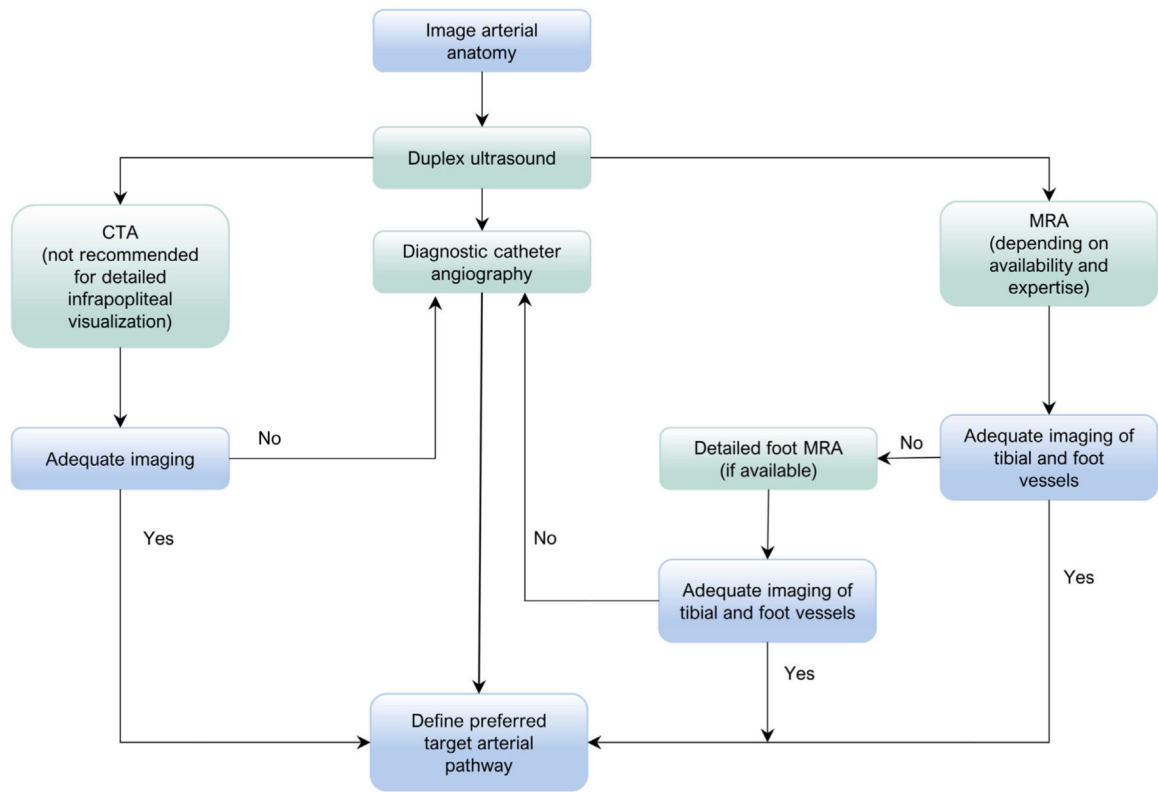 Image arterial
anatomy
Duplex ultrasound
CTA
(not recommended
for detailed
infrapopliteal
visualization)
Diagnostic catheter
angiography
MRA
(depending on
availability and
expertise)
Adequate imaging
No
Yes
Detailed foot MRA
(if available)
No
Adequate imaging of
tibial and foot
vessels
No
Adequate imaging of
tibial and foot vessels
Yes
Yes
Define preferred
target arterial
pathway